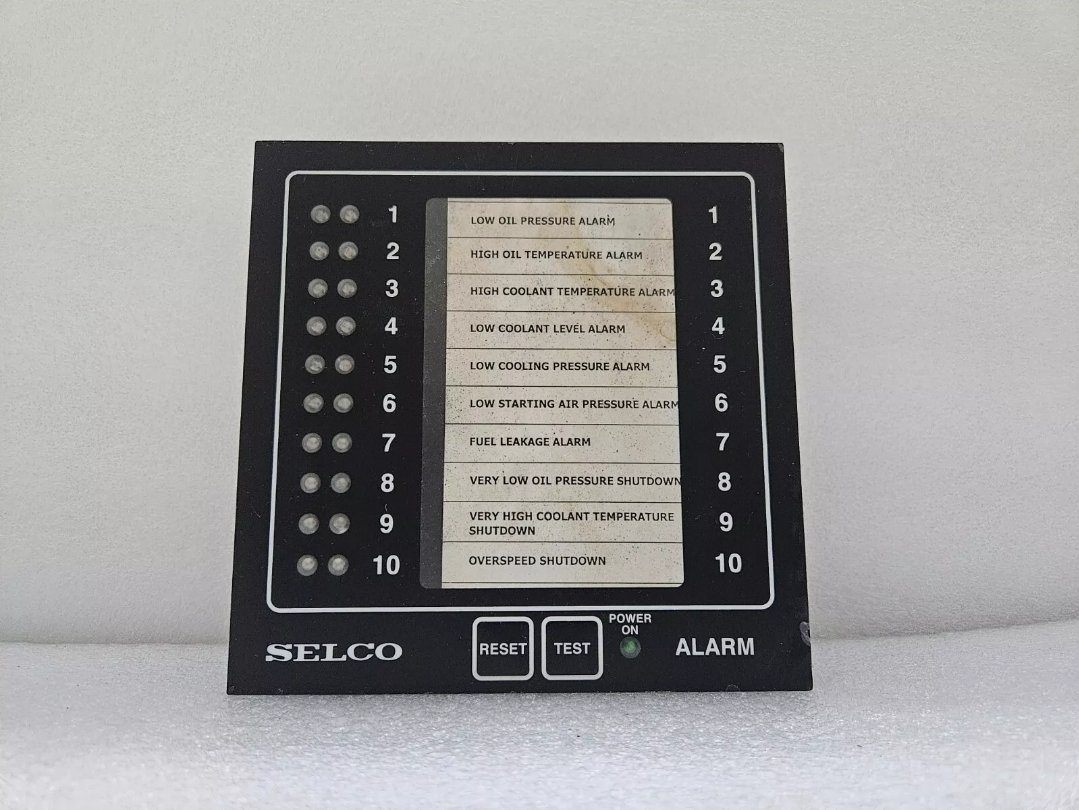 1 LOW OIL PRESSURE ALARM 1
2 HIGH OIL TEMPERATURE ALARM 2
3 HIGH COOLANT TEMPERATURE ALARM 3
4 LOW COOLANT LEVEL ALARM 4
5 LOW COOLING PRESSURE ALARM 5
6 LOW STARTING AIR PRESSURE ALARM 6
7 FUEL LEAKAGE ALARM 7
8 VERY LOW OIL PRESSURE SHUTDOWN 8
9 VERY HIGH COOLANT TEMPERATURE 9
SHUTDOWN
10 OVERSPEED SHUTDOWN 10
POWER
ON
SELCO RESET TEST ALARM